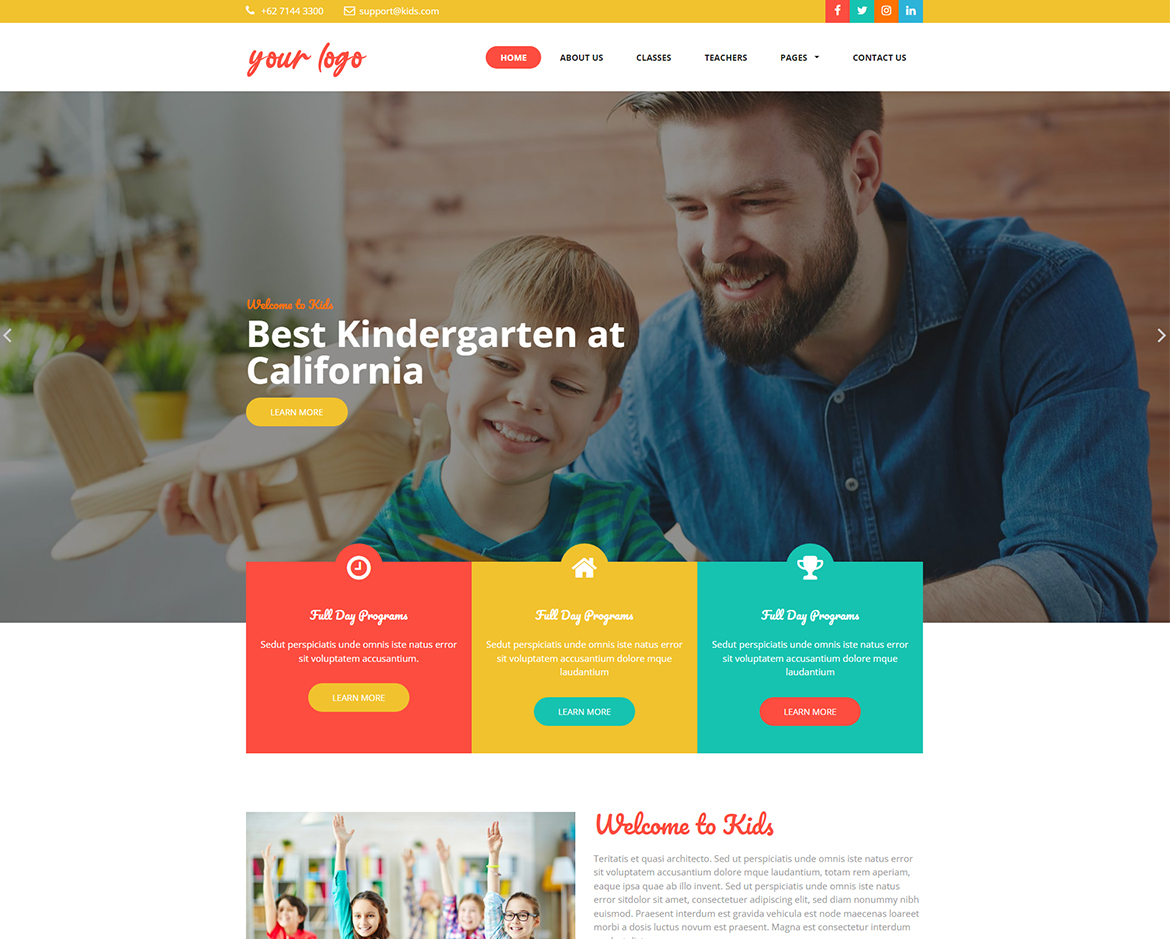 +62 7144 3300 support@kids.com
your logo
HOME ABOUT US CLASSES TEACHERS PAGES CONTACT US
Welcome to Kids
Best Kindergarten at
California
LEARN MORE
Full Day Programs
Sedut perspiciatis unde omnis iste natus error
sit voluptatem accusantium.
LEARN MORE
Full Day Programs
Sedut perspiciatis unde omnis iste natus error
sit voluptatem accusantium dolore mque
laudantium
LEARN MORE
Full Day Programs
Sedut perspiciatis unde omnis iste natus error
sit voluptatem accusantium dolore mque
laudantium
LEARN MORE
Welcome to Kids
Teritatis et quasi architecto. Sed ut perspiciatis unde omnis iste natus error
sit voluptatem accusantium dolore mque laudantium, totam rem aperiam,
eaque ipsa quae ab illo invent. Sed ut perspiciatis unde omnis iste natus
error sitdolor sit amet, consectetuer adipiscing elit, sed diam nonummy nibh
euismod. Praesent interdum est gravida vehicula est node maecenas loareet
morbi a dosis luctus novum est praesent. Magna est consectetur interdum